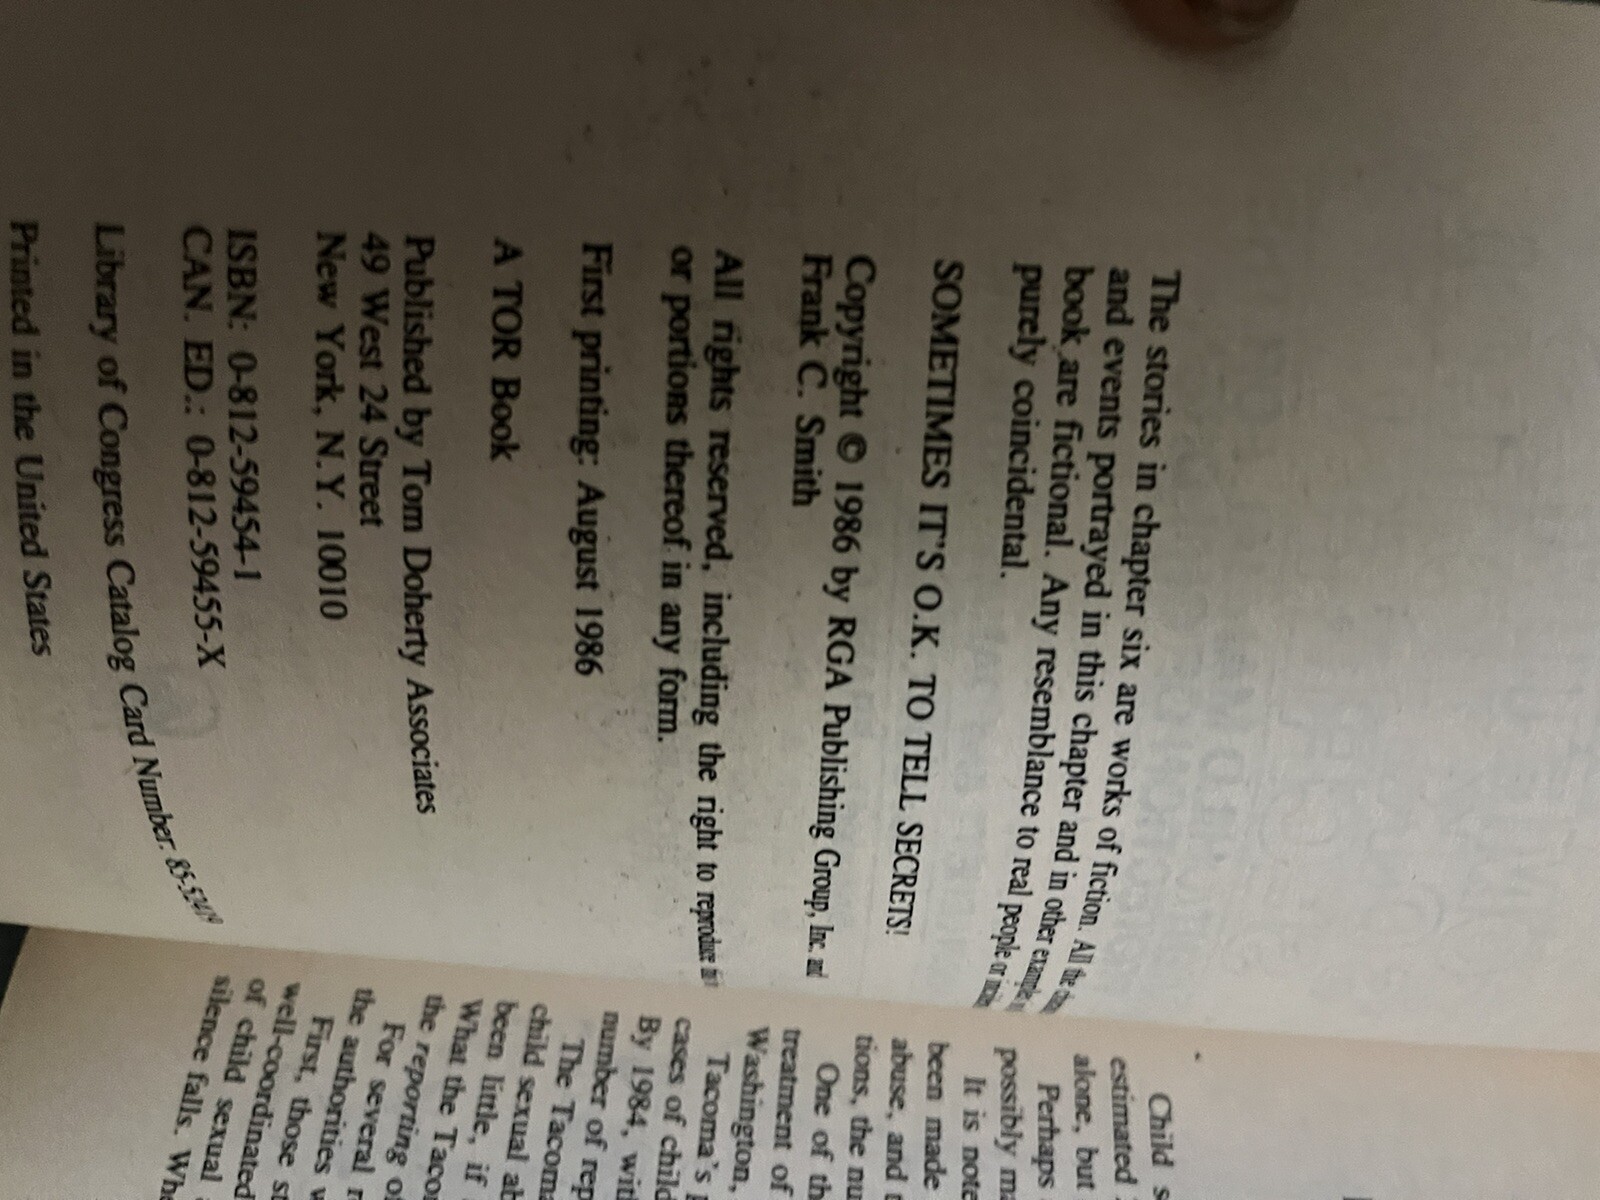 The stories in chapter six are works of fiction. All the
and events portrayed in this chapter and in other
book are fictional. Any resemblance to real people or
purely coincidental.
SOMETIMES IT'S O.K. TO TELL SECRETS!
Copyright © 1986 by RGA Publishing Group, Inc. and
Frank C. Smith
All rights reserved, including the right to reproduce
or portions thereof in any form.
First printing: August 1986
A TOR Book
Published by Tom Doherty Associates
49 West 24 Street
New York, N.Y. 10010
ISBN: 0-812-59454-1
CAN. ED.: 0-812-59455-X
Library of Congress Catalog Card Number:
Printed in the United States
Child
estimated
alone, but
Perhaps
possibly
It is
been made
abuse, and
tions, the
One of
treatment of
Washington,
Tacoma's
cases of child
By 1984,
number of
The
child sexual
been little, if
What the
the reporting
For several
the authorities
First, those
well-coordinated
of child sexual
silence falls.